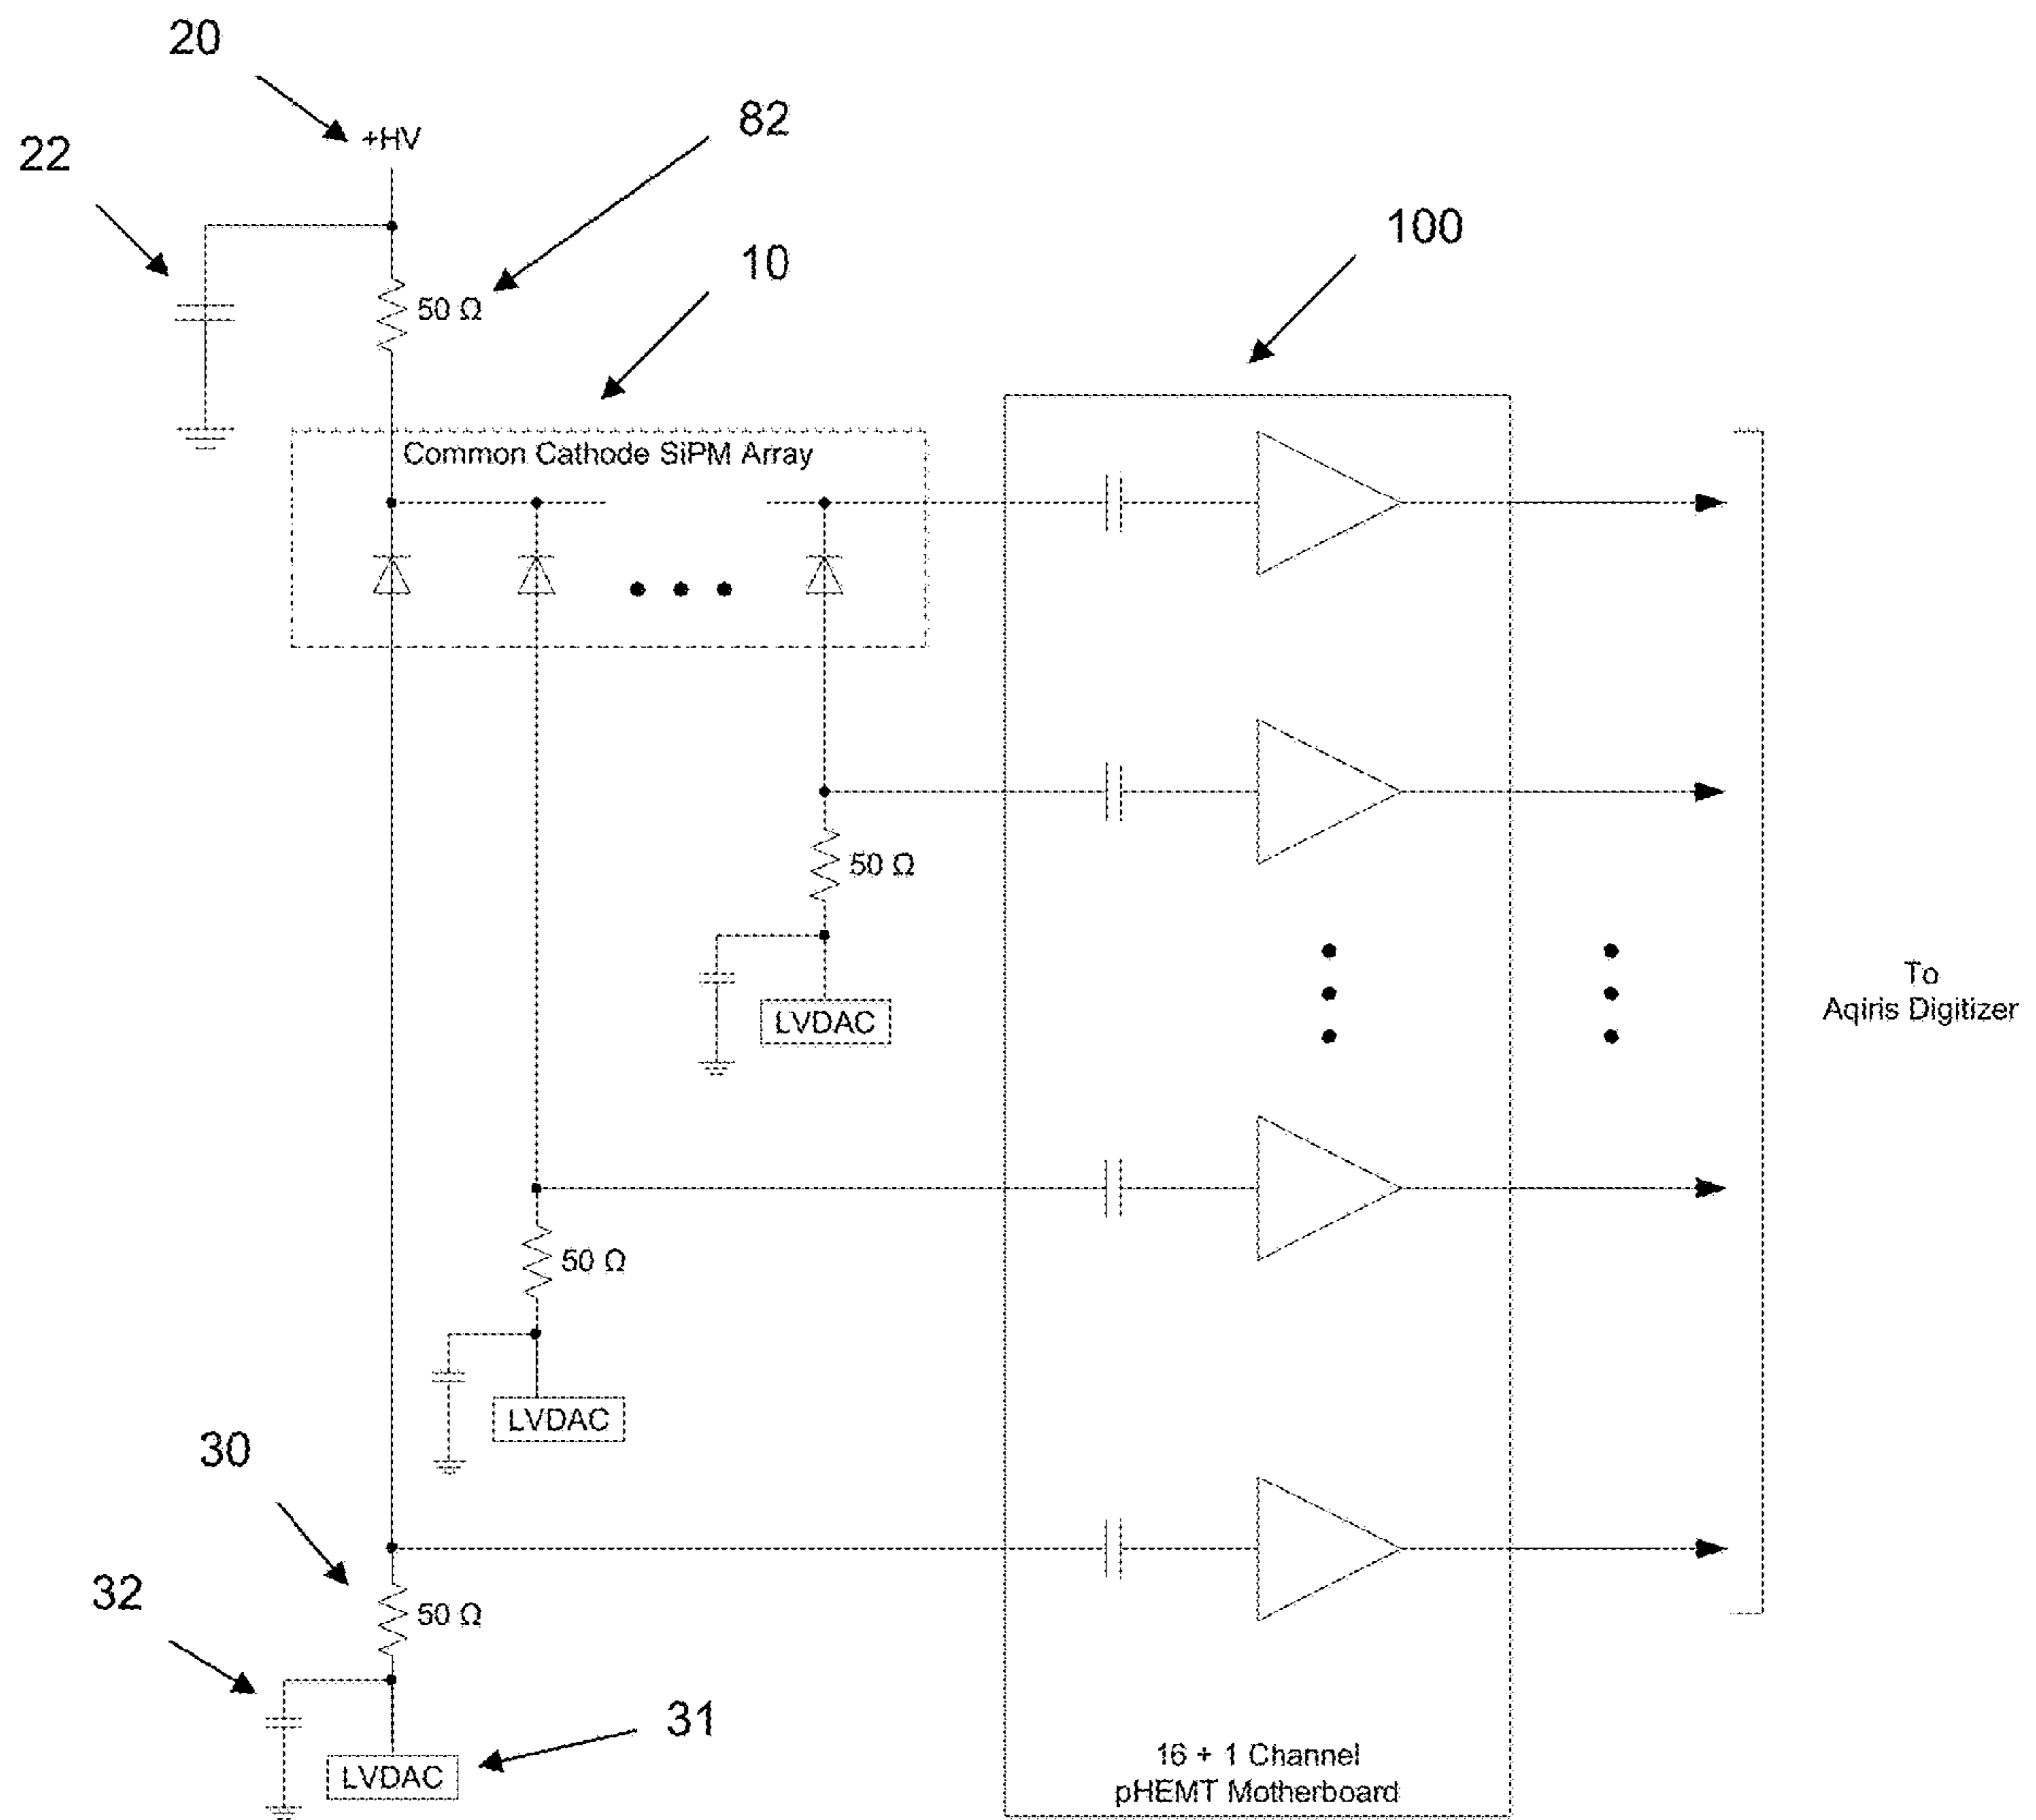 20
+HV
82
22
100
10
50 Ω
Common Cathode SiPM Array
50 Ω
To
Aqiris Digitizer
LVDAC
50 Ω
LVDAC
30
32
50 Ω
31
LVDAC
16 + 1 Channel
pHEMT Motherboard